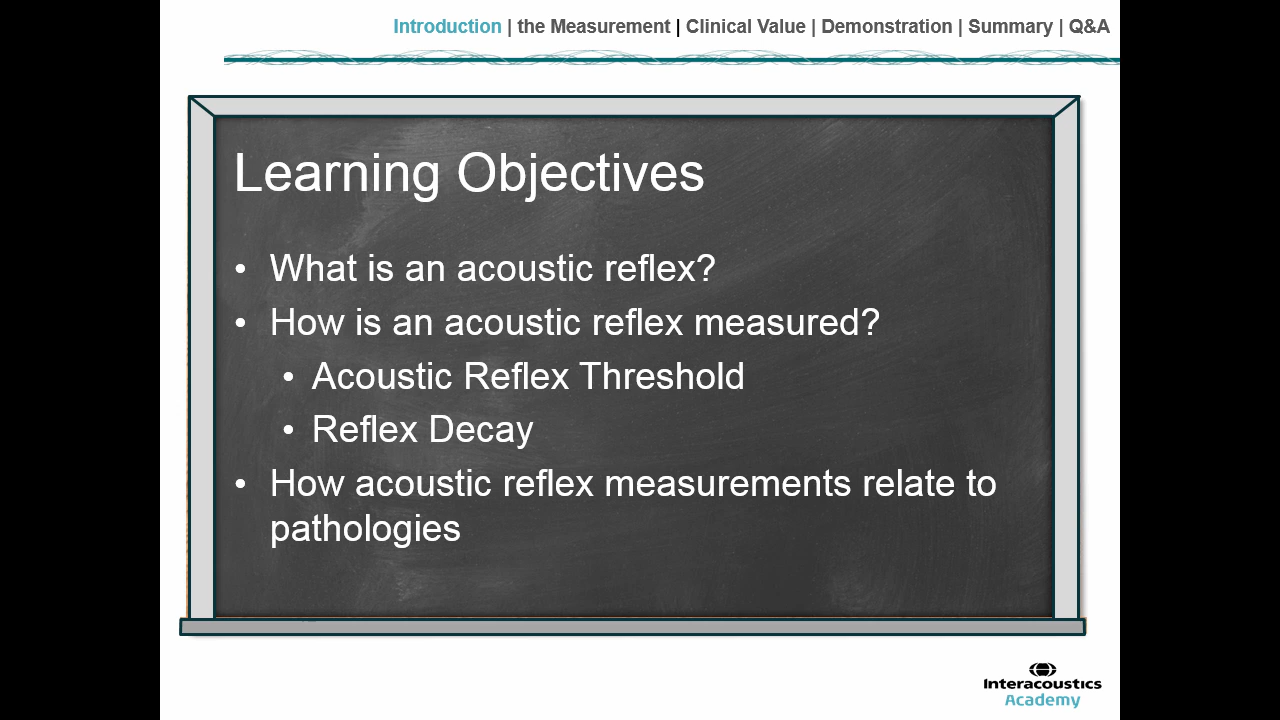 Introduction | the Measurement | Clinical Value | Demonstration | Summary | Q&A
Learning Objectives
• What is an acoustic reflex?
• How is an acoustic reflex measured?
• Acoustic Reflex Threshold
• Reflex Decay
• How acoustic reflex measurements relate to
pathologies
Interacoustics
Academy